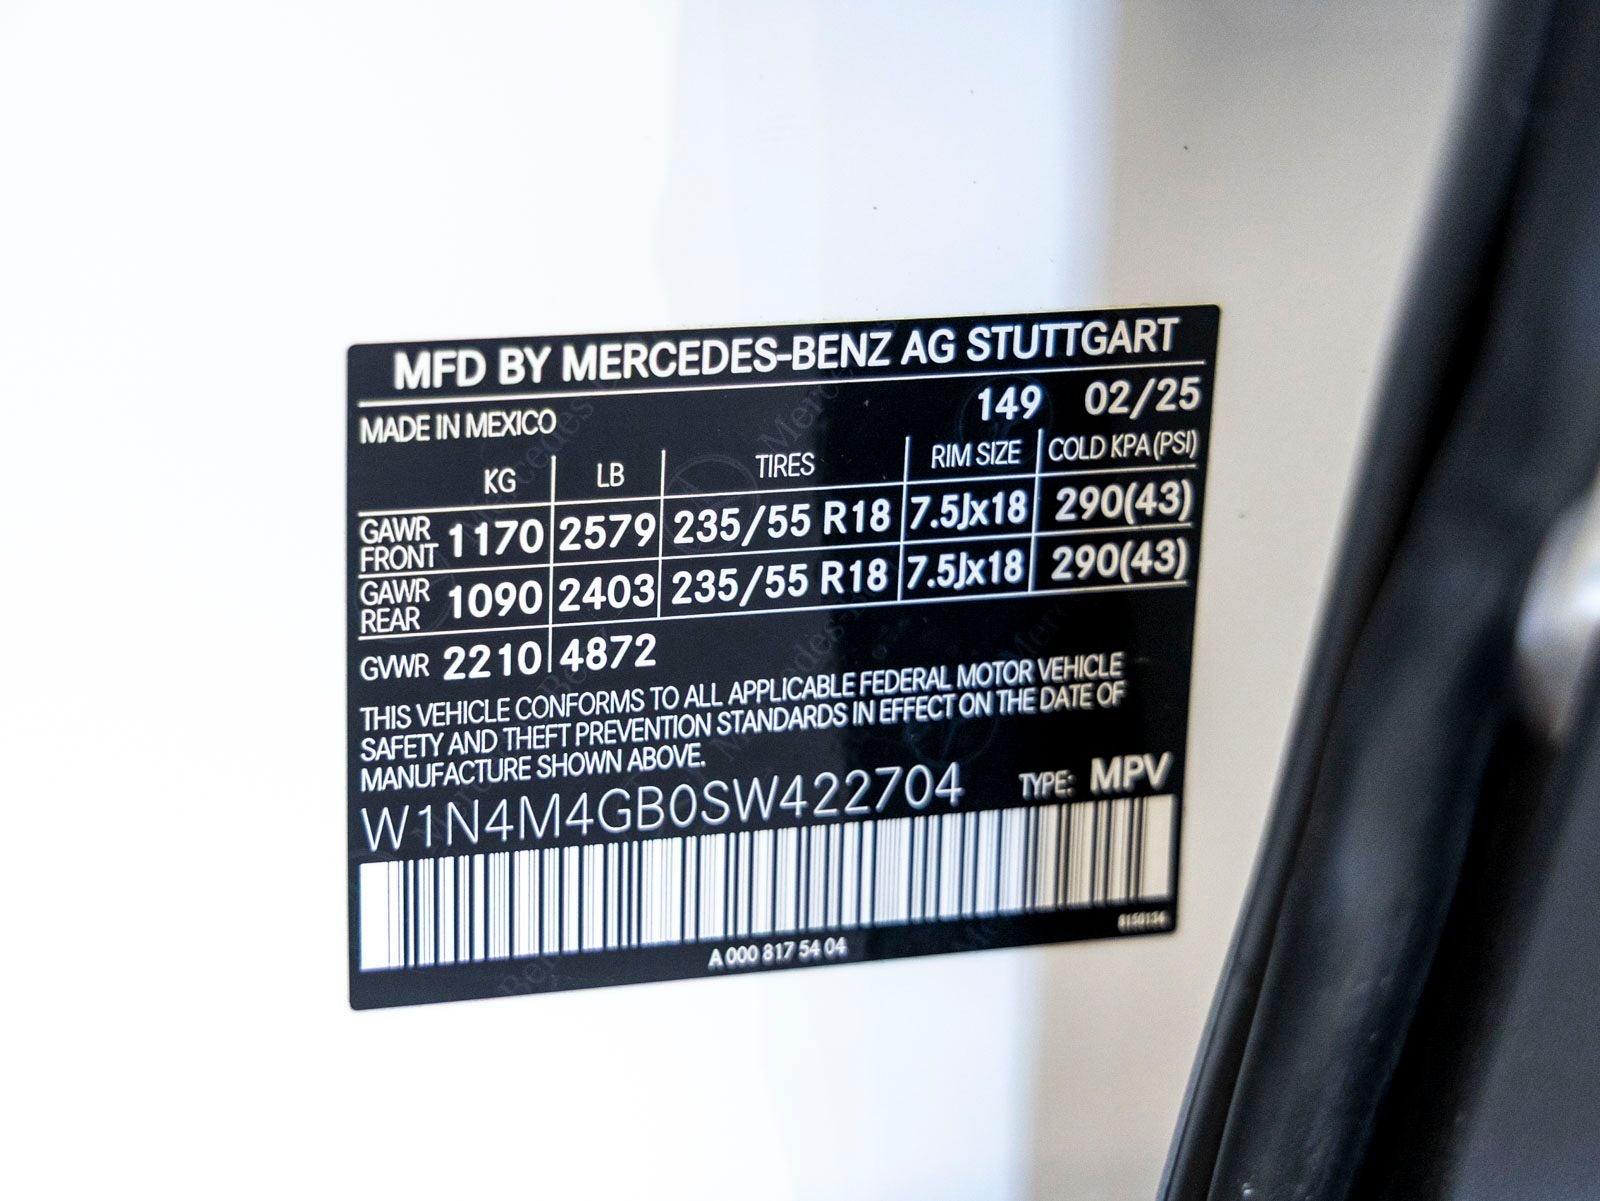 MFD BY MERCEDES-BENZ AG STUTTGART
MADE IN MEXICO 149 02/25
KG LB TIRES RIM SIZE COLD KPA (PSI)
GAWR FRONT 1170 2579 235/55 R18 7.5Jx18 290(43)
GAWR REAR 1090 2403 235/55 R18 7.5Jx18 290(43)
GVWR 2210 4872
THIS VEHICLE CONFORMS TO ALL APPLICABLE FEDERAL MOTOR VEHICLE
SAFETY AND THEFT PREVENTION STANDARDS IN EFFECT ON THE DATE OF
MANUFACTURE SHOWN ABOVE.
W1N4M4GB0SW422704 TYPE: MPV
A 000 817 54 04